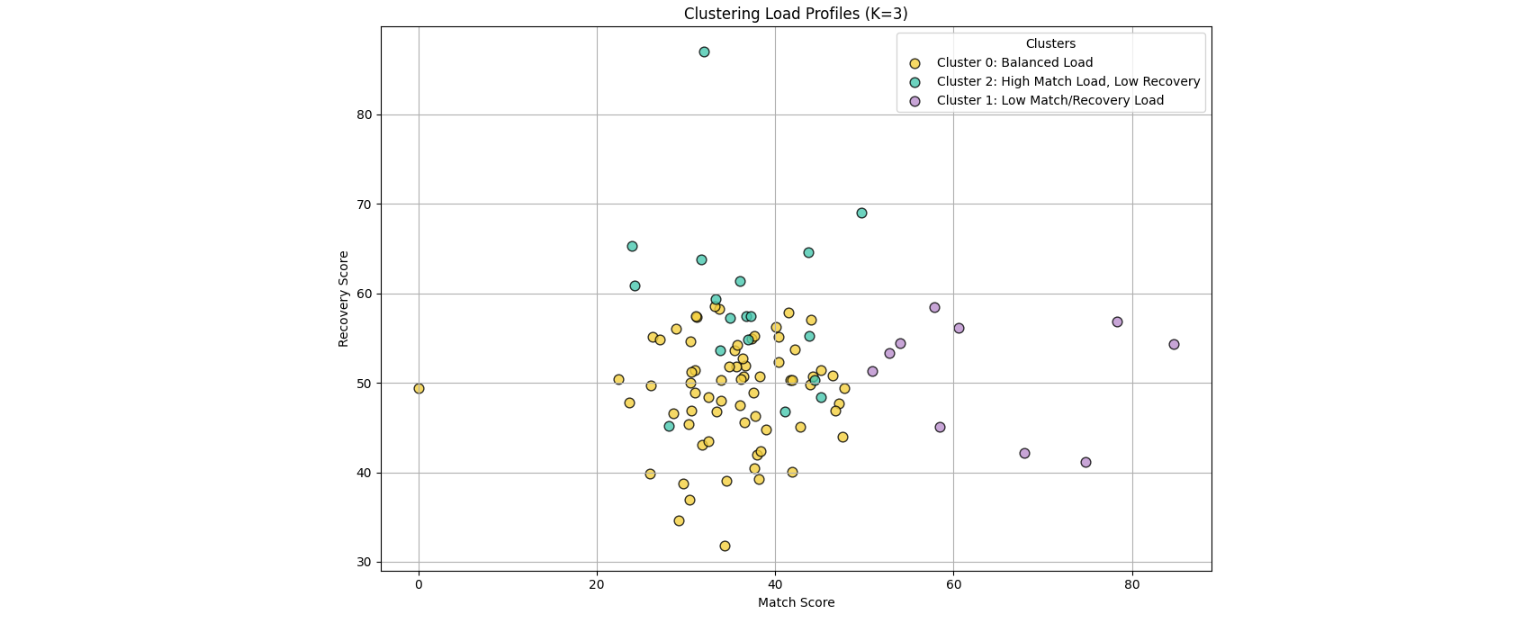 Clustering Load Profiles (K=3)
Clusters
Cluster 0: Balanced Load
Cluster 2: High Match Load, Low Recovery
Cluster 1: Low Match/Recovery Load
Recovery Score
80
70
60
50
40
30
0 20 40 60 80
Match Score